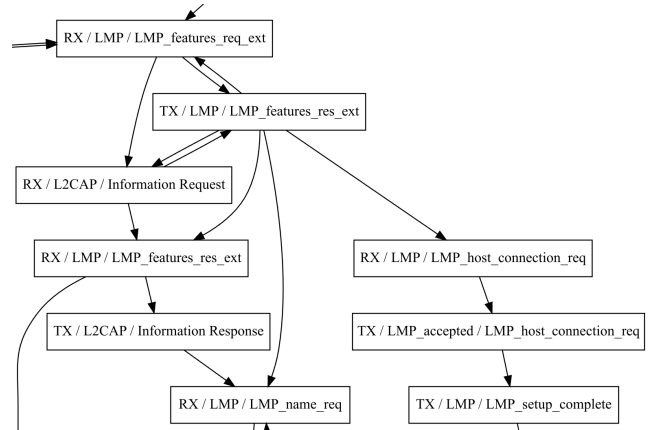 RX / LMP / LMP_features_req_ext
TX / LMP / LMP_features_res_ext
RX / L2CAP / Information Request
RX / LMP / LMP_features_res_ext
RX / LMP / LMP_host_connection_req
TX / L2CAP / Information Response
TX / LMP_accepted / LMP_host_connection_req
RX / LMP / LMP_name_req
TX / LMP / LMP_setup_complete